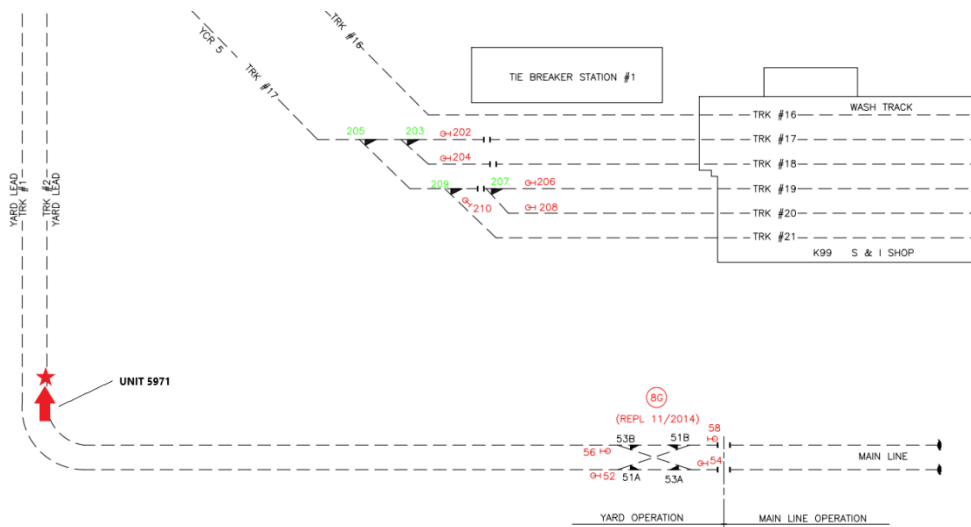 TRK #16
YCR 5
TRK #17
TIE BREAKER STATION #1
WASH TRACK
TRK #16
205
203
202
TRK #17
204
TRK #18
209
207
206
TRK #19
210
208
TRK #20
TRK #21
K99 S & I SHOP
YARD LEAD
TRK #1
TRK #2
YARD LEAD
UNIT 5971
8G
(REPL 11/2014)
58
53B
51B
56
MAIN LINE
54
52
51A
53A
YARD OPERATION
MAIN LINE OPERATION